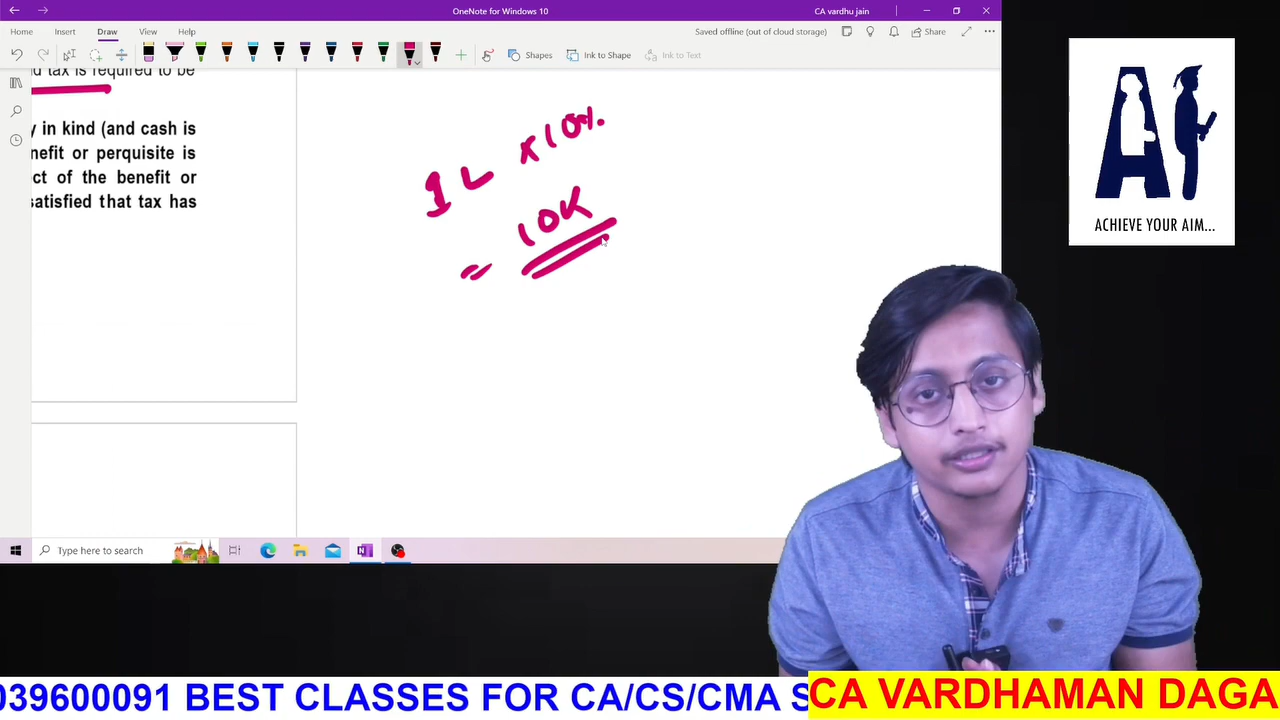 OneNote for Windows 10
CA vardhu jain
Home Insert Draw View Help
Saved offline (out of cloud storage)
Share
Shapes
Ink to Shape
Ink to Text
d tax is required to be
y in kind (and cash is
nefit or perquisite is
ct of the benefit or
satisfied that tax has
1 L x 10%.
= 10K
ACHIEVE YOUR AIM...
Type here to search
039600091 BEST CLASSES FOR CA/CS/CMA S
CA VARDHAMAN DAGA